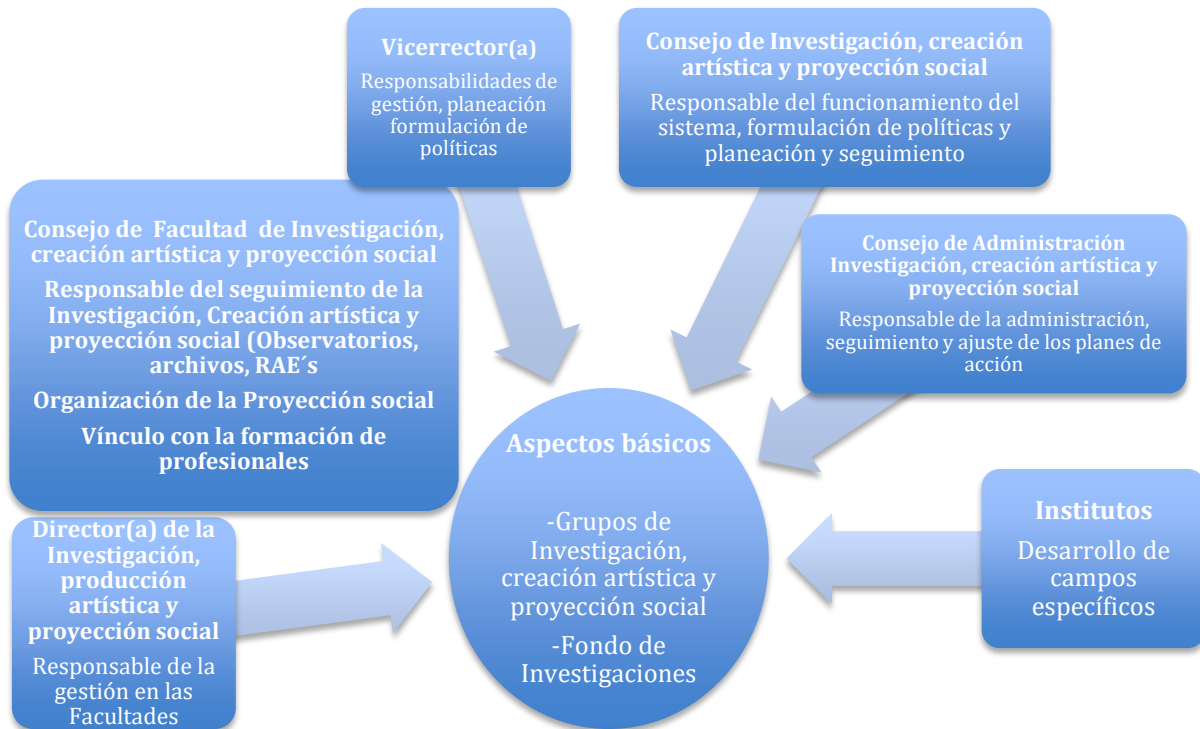 Vicerrector(a)
Responsabilidades de
gestión, planeación
formulación de
políticas
Consejo de Investigación, creación
artística y proyección social
Responsable del funcionamiento del
sistema, formulación de políticas y
planeación y seguimiento
Consejo de Facultad de Investigación,
creación artística y proyección social
Responsable del seguimiento de la
Investigación, Creación artística y
proyección social (Observatorios,
archivos, RAE´s
Organización de la Proyección social
Vínculo con la formación de
profesionales
Consejo de Administración
Investigación, creación artística y
proyección social
Responsable de la administración,
seguimiento y ajuste de los planes de
acción
Director(a) de la
Investigación,
producción
artística y
proyección social
Responsable de la
gestión en las
Facultades
Aspectos básicos
-Grupos de
Investigación,
creación artística y
proyección social
-Fondo de
Investigaciones
Institutos
Desarrollo de
campos
específicos